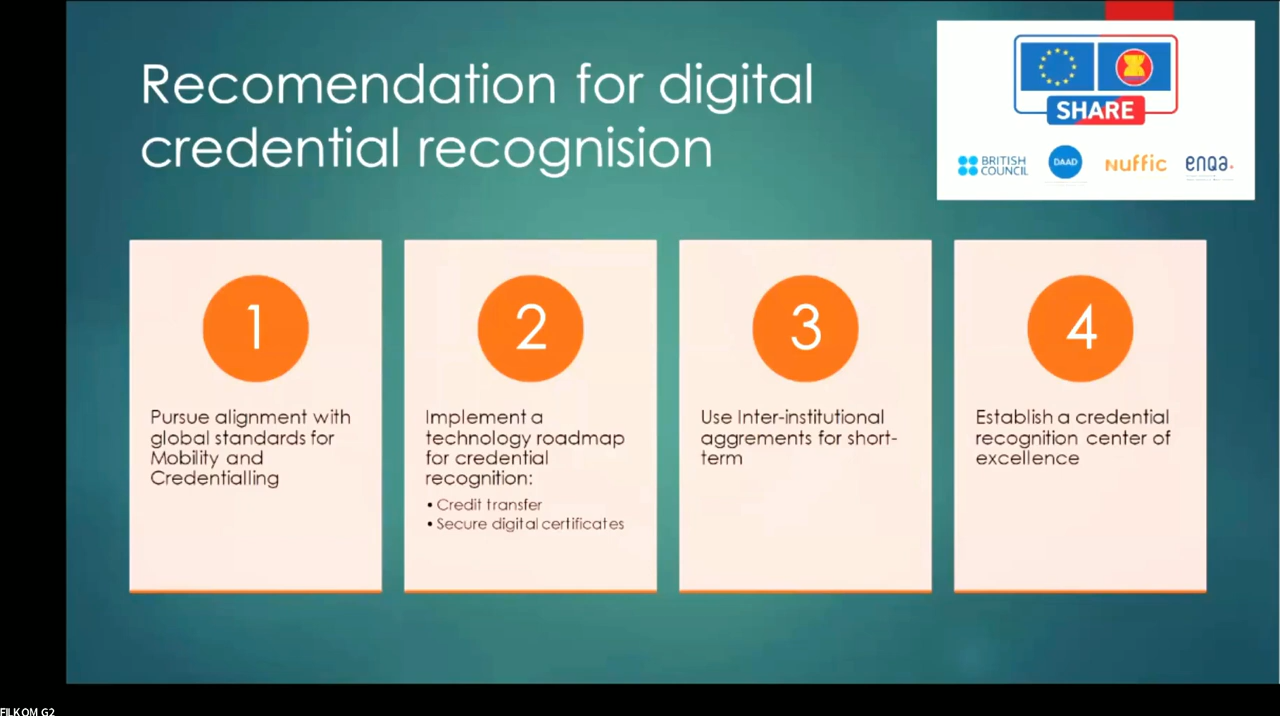 Recomendation for digital
credential recognision
SHARE
BRITISH
COUNCIL
DAAD
nuffic
enqa.
1
Pursue alignment with
global standards for
Mobility and
Credentialling
2
Implement a
technology roadmap
for credential
recognition:
• Credit transfer
• Secure digital certificates
3
Use Inter-institutional
aggrements for short-
term
4
Establish a credential
recognition center of
excellence
FILKOM G2